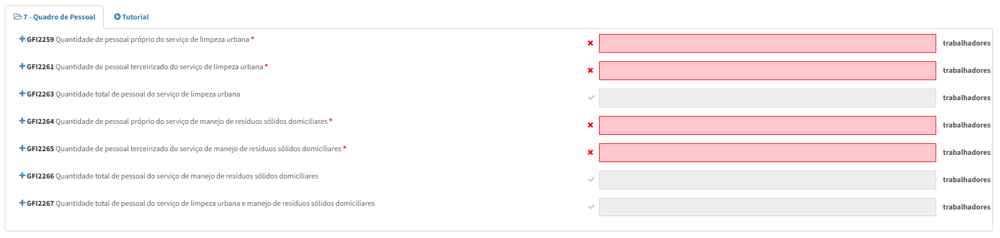 7 - Quadro de Pessoal Tutorial
GFI2259 Quantidade de pessoal próprio do serviço de limpeza urbana * trabalhadores
GFI2261 Quantidade de pessoal terceirizado do serviço de limpeza urbana * trabalhadores
GFI2263 Quantidade total de pessoal do serviço de limpeza urbana trabalhadores
GFI2264 Quantidade de pessoal próprio do serviço de manejo de resíduos sólidos domiciliares * trabalhadores
GFI2265 Quantidade de pessoal terceirizado do serviço de manejo de resíduos sólidos domiciliares * trabalhadores
GFI2266 Quantidade total de pessoal do serviço de manejo de resíduos sólidos domiciliares trabalhadores
GFI2267 Quantidade total de pessoal do serviço de limpeza urbana e manejo de resíduos sólidos domiciliares trabalhadores